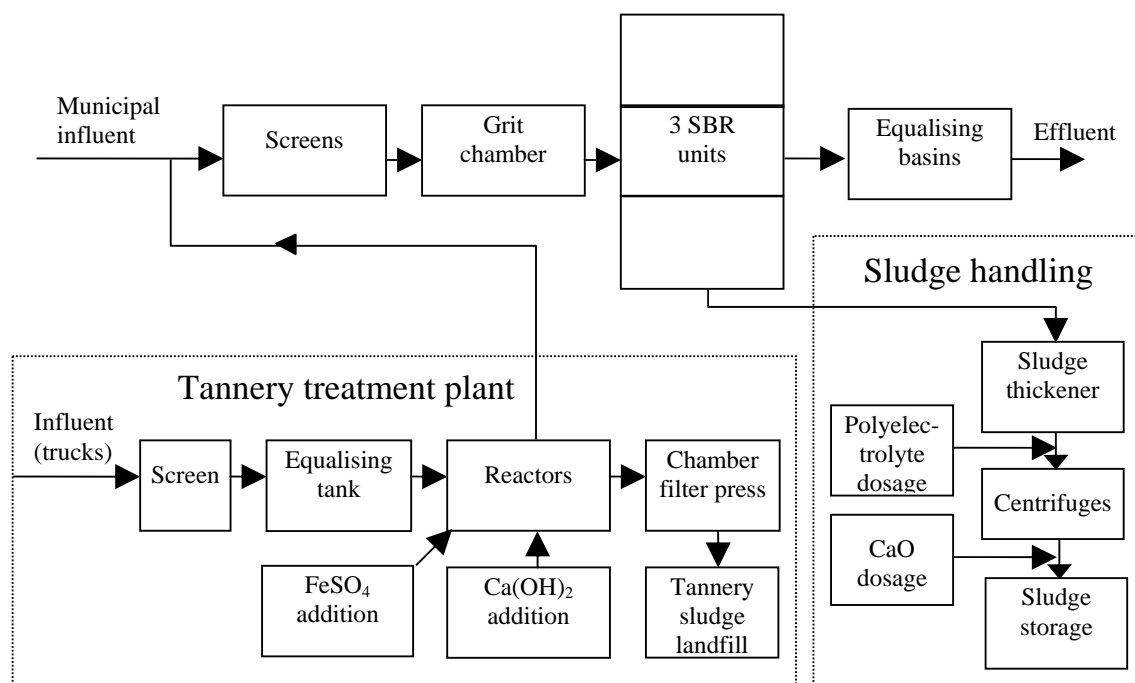 Municipal
influent
Screens
Grit
chamber
3 SBR
units
Equalising
basins
Effluent
Sludge handling
Sludge
thickener
Polyelec-
trolyte
dosage
Centrifuges
CaO
dosage
Sludge
storage
Tannery treatment plant
Influent
(trucks)
Screen
Equalising
tank
Reactors
Chamber
filter press
FeSO₄
addition
Ca(OH)₂
addition
Tannery
sludge
landfill